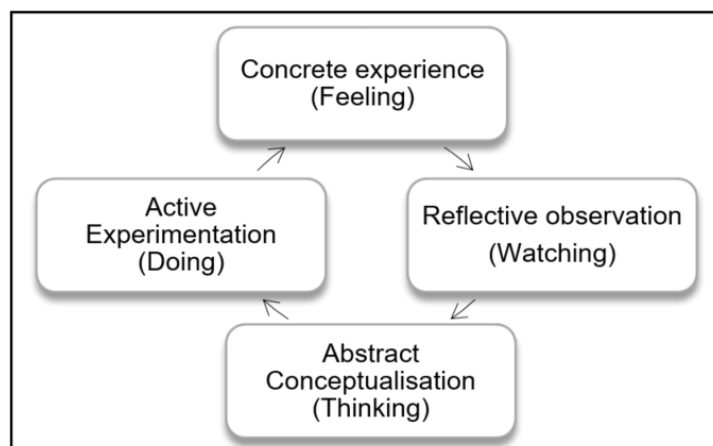 Concrete experience
(Feeling)
Active
Experimentation
(Doing)
Reflective observation
(Watching)
Abstract
Conceptualisation
(Thinking)